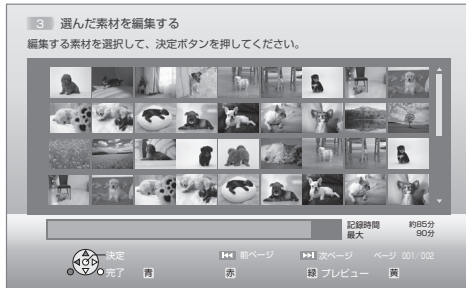 3 選んだ素材を編集する
編集する素材を選択して、決定ボタンを押してください。
記録時間 約85分
最大 90分
決定 前ページ 次ページ ページ 001/002
完了 青 赤 緑 プレビュー 黄